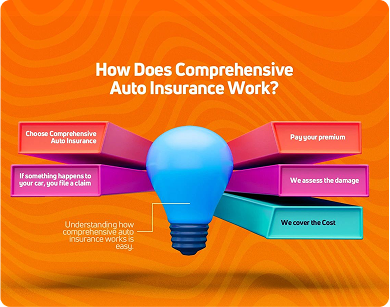 How Does Comprehensive
Auto Insurance Work?
Choose Comprehensive
Auto Insurance
Pay your premium
If something happens to
your car, you file a claim
We assess the damage
We cover the Cost
Understanding how
comprehensive auto
insurance works is
easy.